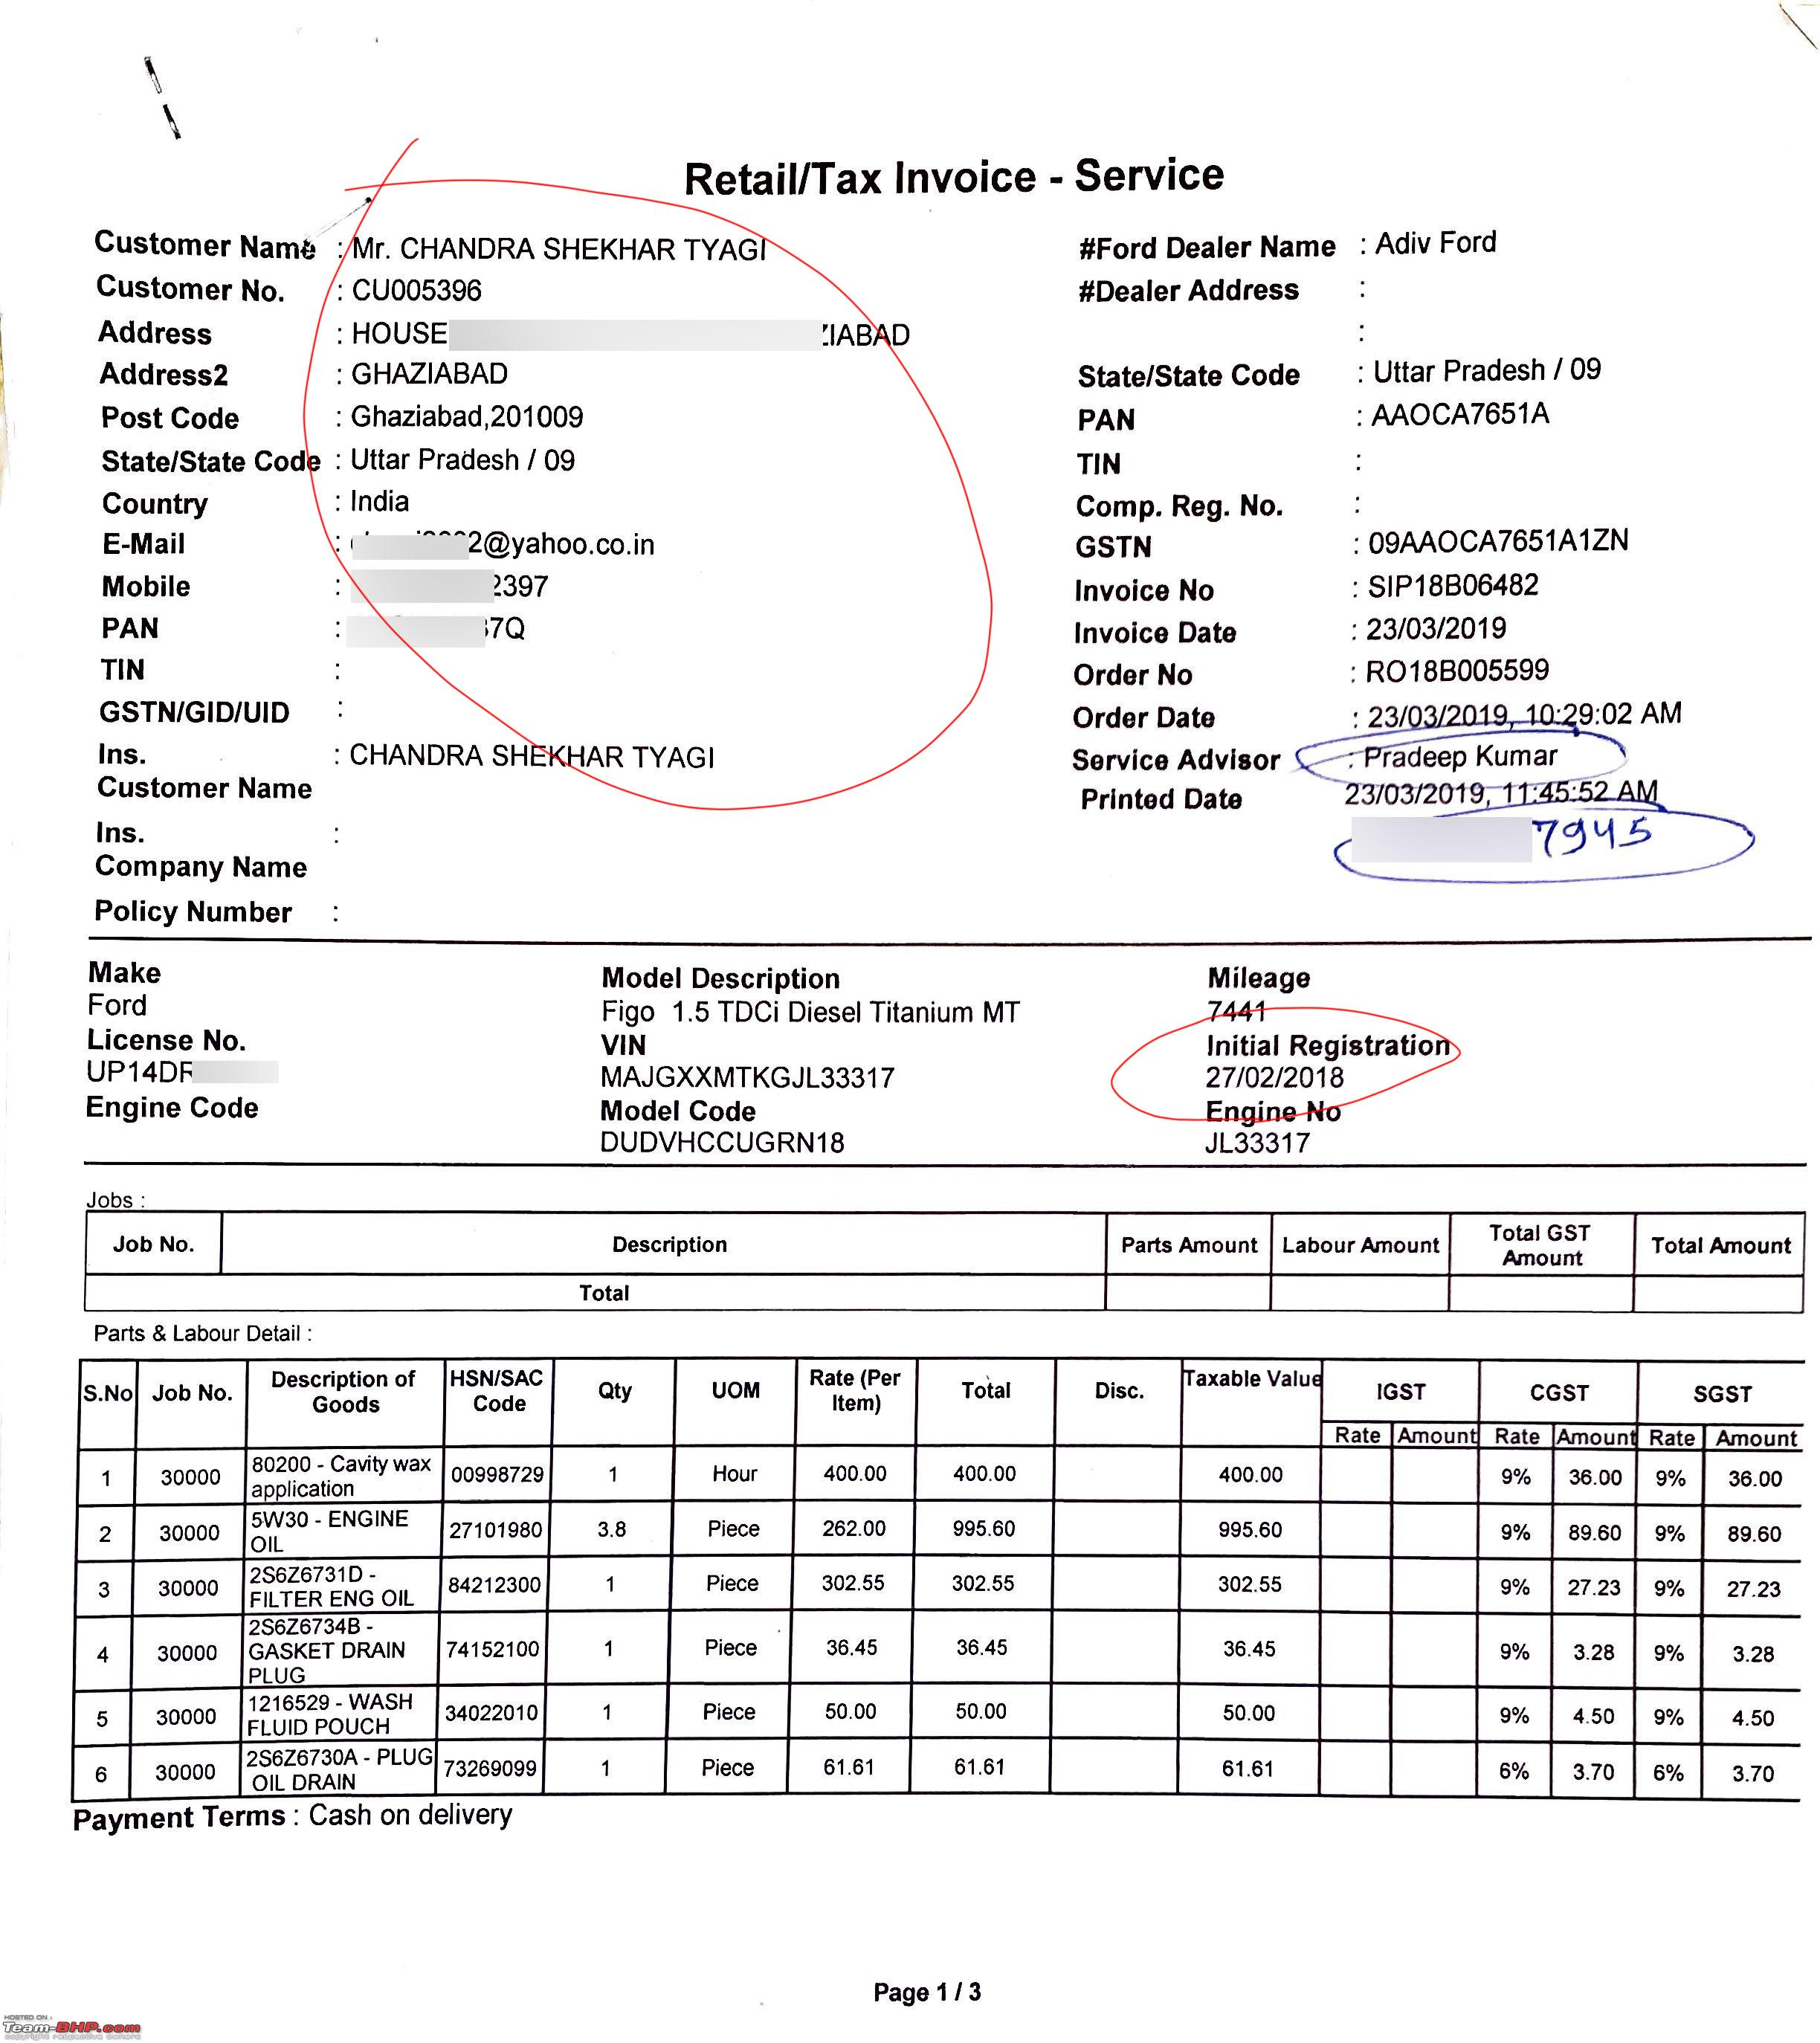 Retail/Tax Invoice - Service
Customer Name : Mr. CHANDRA SHEKHAR TYAGI
Customer No. : CU005396
Address : HOUSE ZIABAD
Address2 : GHAZIABAD
Post Code : Ghaziabad,201009
State/State Code : Uttar Pradesh / 09
Country : India
E-Mail : 2@yahoo.co.in
Mobile : 2397
PAN : 7Q
TIN :
GSTN/GID/UID :
Ins. : CHANDRA SHEKHAR TYAGI
Customer Name
Ins. :
Company Name
Policy Number :
#Ford Dealer Name : Adiv Ford
#Dealer Address :
:
State/State Code : Uttar Pradesh / 09
PAN : AAOCA7651A
TIN :
Comp. Reg. No. :
GSTN : 09AAOCA7651A1ZN
Invoice No : SIP18B06482
Invoice Date : 23/03/2019
Order No : RO18B005599
Order Date : 23/03/2019, 10:29:02 AM
Service Advisor : Pradeep Kumar
Printed Date 23/03/2019, 11:45:52 AM
7945
Make Model Description Mileage
Ford Figo 1.5 TDCi Diesel Titanium MT 7441
License No. VIN Initial Registration
UP14DR MAJGXXMTKGJL33317 27/02/2018
Engine Code Model Code Engine No
DUDVHCCUGRN18 JL33317
Jobs :
Job No. Description Parts Amount Labour Amount Total GST Amount Total Amount
Total
Parts & Labour Detail :
S.No Job No. Description of Goods HSN/SAC Code Qty UOM Rate (Per Item) Total Disc. Taxable Value IGST CGST SGST
Rate Amount Rate Amount Rate Amount
1 30000 80200 - Cavity wax application 00998729 1 Hour 400.00 400.00 400.00 9% 36.00 9% 36.00
2 30000 5W30 - ENGINE OIL 27101980 3.8 Piece 262.00 995.60 995.60 9% 89.60 9% 89.60
3 30000 2S6Z6731D - FILTER ENG OIL 84212300 1 Piece 302.55 302.55 302.55 9% 27.23 9% 27.23
4 30000 2S6Z6734B - GASKET DRAIN PLUG 74152100 1 Piece 36.45 36.45 36.45 9% 3.28 9% 3.28
5 30000 1216529 - WASH FLUID POUCH 34022010 1 Piece 50.00 50.00 50.00 9% 4.50 9% 4.50
6 30000 2S6Z6730A - PLUG OIL DRAIN 73269099 1 Piece 61.61 61.61 61.61 6% 3.70 6% 3.70
Payment Terms : Cash on delivery
Page 1 / 3
HOSTED ON :
Team-BHP.com
copyright respective owners